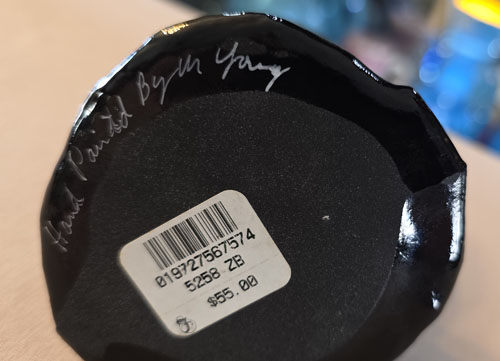 Hand Painted By M Young
019727567574
5258 ZB
$55.00